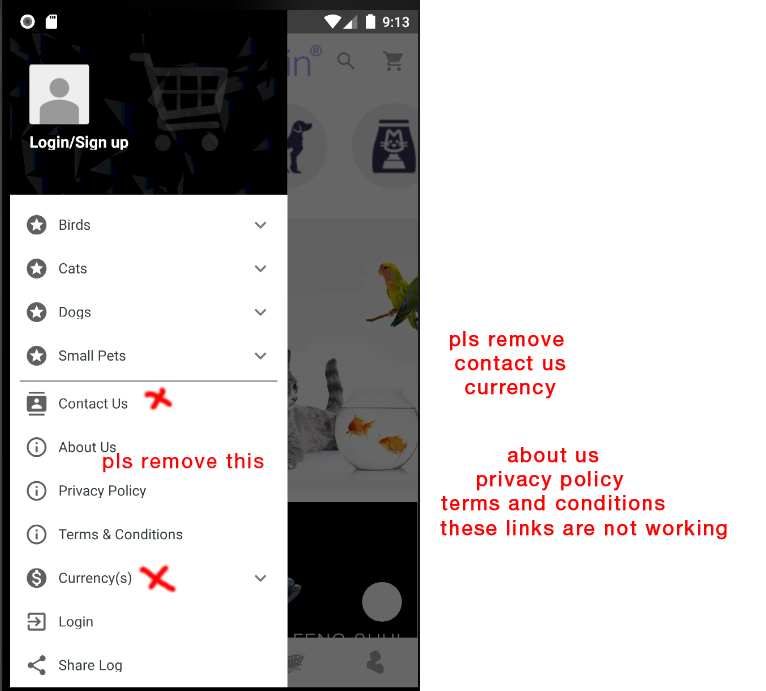 9:13
in®
Login/Sign up
Birds
Cats
Dogs
Small Pets
Contact Us
About Us
pls remove this
Privacy Policy
Terms & Conditions
Currency(s)
Login
Share Log
pls remove
contact us
currency
about us
privacy policy
terms and conditions
these links are not working